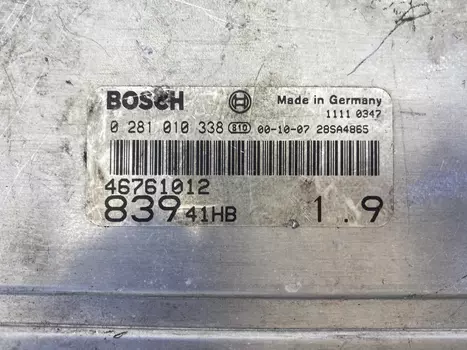 BOSCH Made in Germany
1111 0347
0 281 010 338 810 00-10-07 28SA4865
46761012
839 41HB 1.9